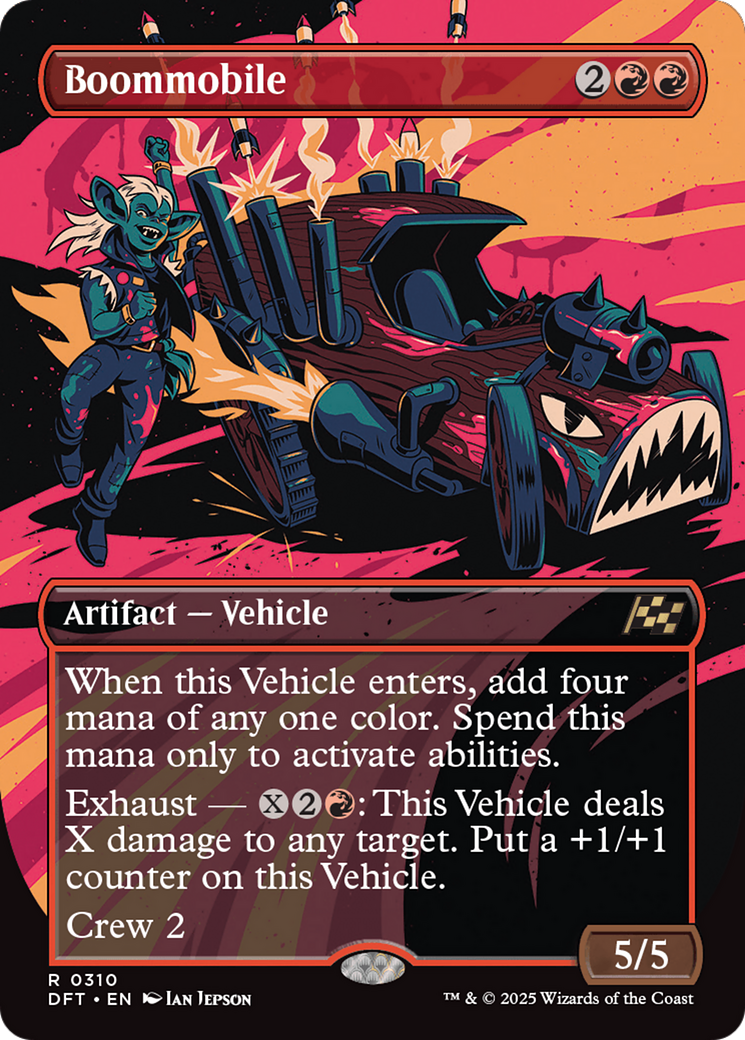 Boommobile 2
Artifact — Vehicle
When this Vehicle enters, add four
mana of any one color. Spend this
mana only to activate abilities.
Exhaust — X2: This Vehicle deals
X damage to any target. Put a +1/+1
counter on this Vehicle.
Crew 2
5/5
R 0310
DFT • EN Ian Jepson
™ & © 2025 Wizards of the Coast